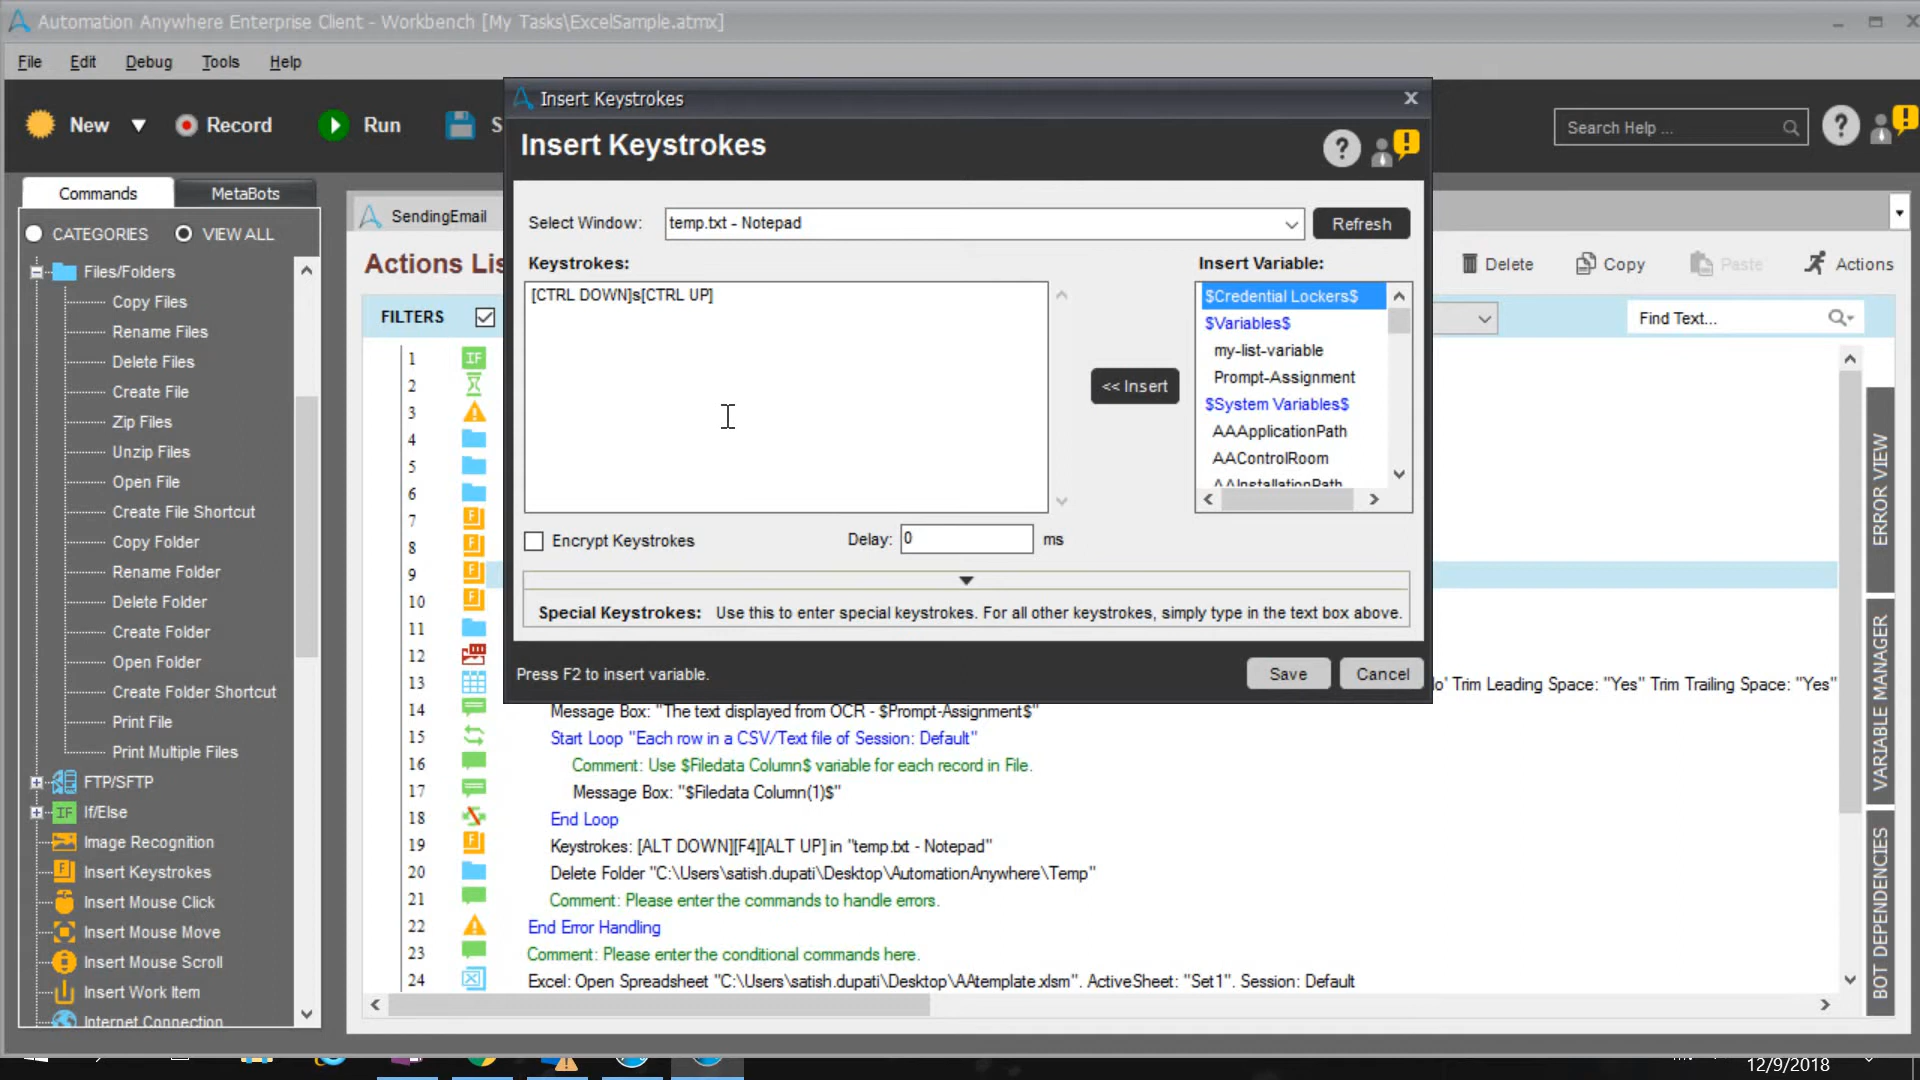 Automation Anywhere Enterprise Client - Workbench [My Tasks\ExcelSample.atmx]
File Edit Debug Tools Help
New Record Run S
Search Help ...
Insert Keystrokes
Insert Keystrokes
Commands MetaBots
CATEGORIES VIEW ALL
Files/Folders
Copy Files
Rename Files
Delete Files
Create File
Zip Files
Unzip Files
Open File
Create File Shortcut
Copy Folder
Rename Folder
Delete Folder
Create Folder
Open Folder
Create Folder Shortcut
Print File
Print Multiple Files
FTP/SFTP
If/Else
Image Recognition
Insert Keystrokes
Insert Mouse Click
Insert Mouse Move
Insert Mouse Scroll
Insert Work Item
Internet Connection
SendingEmail
Actions Lis
Delete Copy Paste Actions
FILTERS
Find Text...
Select Window: temp.txt - Notepad Refresh
Keystrokes:
[CTRL DOWN]s[CTRL UP]
<< Insert
Insert Variable:
$Credential Lockers$
$Variables$
my-list-variable
Prompt-Assignment
$System Variables$
AAApplicationPath
AAControlRoom
AAInstallationPath
Encrypt Keystrokes Delay: 0 ms
Special Keystrokes: Use this to enter special keystrokes. For all other keystrokes, simply type in the text box above.
Press F2 to insert variable. Save Cancel
1
2
3
4
5
6
7
8
9
10
11
12
13 lo" Trim Leading Space: "Yes" Trim Trailing Space: "Yes"
14 Message Box: "The text displayed from OCR - $Prompt-Assignment$"
15 Start Loop "Each row in a CSV/Text file of Session: Default"
16 Comment: Use $Filedata Column$ variable for each record in File.
17 Message Box: "$Filedata Column(1)$"
18 End Loop
19 Keystrokes: [ALT DOWN][F4][ALT UP] in "temp.txt - Notepad"
20 Delete Folder "C:\Users\satish.dupati\Desktop\AutomationAnywhere\Temp"
21 Comment: Please enter the commands to handle errors.
22 End Error Handling
23 Comment: Please enter the conditional commands here.
24 Excel: Open Spreadsheet "C:\Users\satish.dupati\Desktop\AAtemplate.xlsm". ActiveSheet: "Set1". Session: Default
ERROR VIEW
VARIABLE MANAGER
BOT DEPENDENCIES
12/9/2018